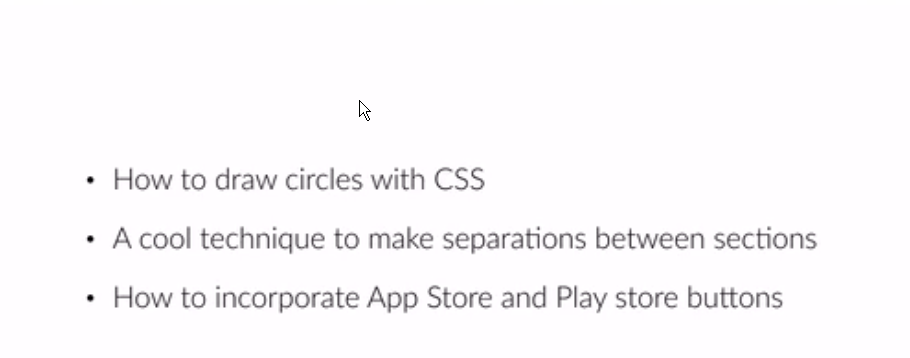 • How to draw circles with CSS
• A cool technique to make separations between sections
• How to incorporate App Store and Play store buttons